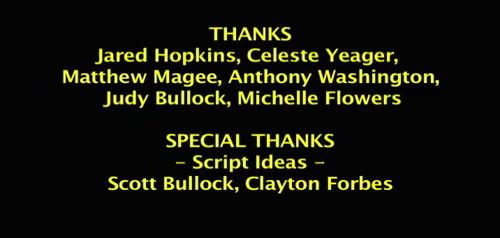 THANKS
Jared Hopkins, Celeste Yeager,
Matthew Magee, Anthony Washington,
Judy Bullock, Michelle Flowers
SPECIAL THANKS
– Script Ideas –
Scott Bullock, Clayton Forbes